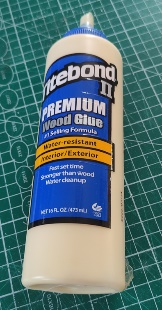 itebond
II
PREMIUM
Wood Glue
#1 Selling Formula
Water-resistant
Interior/Exterior
Fast set time
Stronger than wood
Water cleanup
NET 16 FL OZ (473 mL)